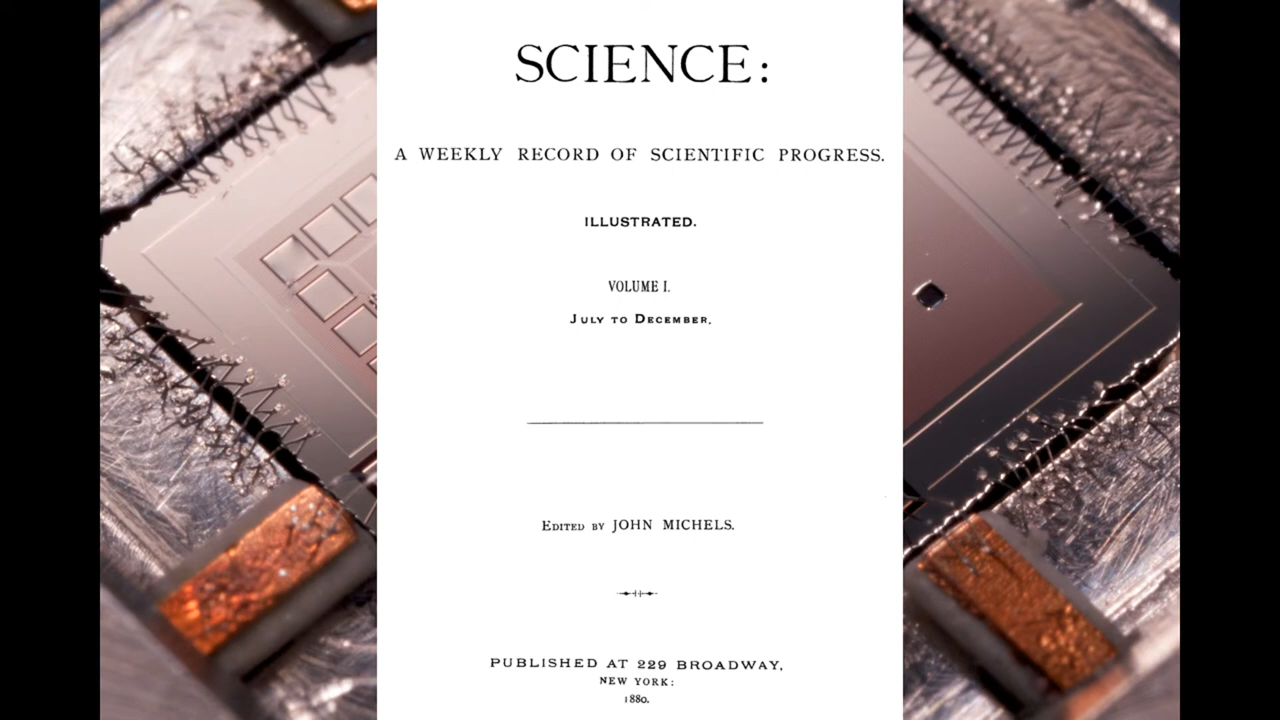 SCIENCE:
A WEEKLY RECORD OF SCIENTIFIC PROGRESS.
ILLUSTRATED.
VOLUME I.
JULY TO DECEMBER,
EDITED BY JOHN MICHELS.
PUBLISHED AT 229 BROADWAY,
NEW YORK:
1880.